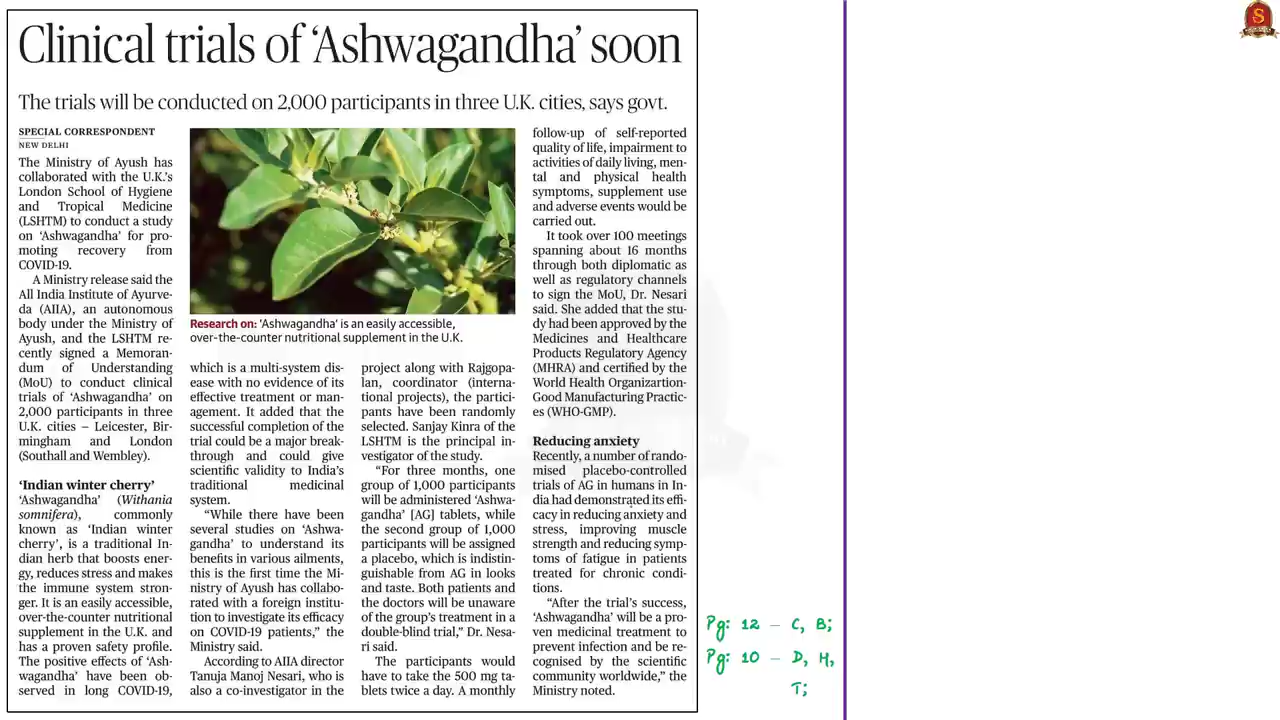 Clinical trials of ‘Ashwagandha’ soon
The trials will be conducted on 2,000 participants in three U.K. cities, says govt.
SPECIAL CORRESPONDENT
NEW DELHI
The Ministry of Ayush has
collaborated with the U.K.’s
London School of Hygiene
and Tropical Medicine
(LSHTM) to conduct a study
on ‘Ashwagandha’ for pro-
moting recovery from
COVID-19.
A Ministry release said the
All India Institute of Ayurve-
da (AIIA), an autonomous
body under the Ministry of
Ayush, and the LSHTM re-
cently signed a Memoran-
dum of Understanding
(MoU) to conduct clinical
trials of ‘Ashwagandha’ on
2,000 participants in three
U.K. cities – Leicester, Bir-
mingham and London
(Southall and Wembley).
‘Indian winter cherry’
‘Ashwagandha’ (Withania
somnifera), commonly
known as ‘Indian winter
cherry’, is a traditional In-
dian herb that boosts ener-
gy, reduces stress and makes
the immune system stron-
ger. It is an easily accessible,
over-the-counter nutritional
supplement in the U.K. and
has a proven safety profile.
The positive effects of ‘Ash-
wagandha’ have been ob-
served in long COVID-19,
Research on: ‘Ashwagandha’ is an easily accessible,
over-the-counter nutritional supplement in the U.K.
which is a multi-system dis-
ease with no evidence of its
effective treatment or man-
agement. It added that the
successful completion of the
trial could be a major break-
through and could give
scientific validity to India’s
traditional medicinal
system.
“While there have been
several studies on ‘Ashwa-
gandha’ to understand its
benefits in various ailments,
this is the first time the Mi-
nistry of Ayush has collabo-
rated with a foreign institu-
tion to investigate its efficacy
on COVID-19 patients,” the
Ministry said.
According to AIIA director
Tanuja Manoj Nesari, who is
also a co-investigator in the
project along with Rajgopa-
lan, coordinator (interna-
tional projects), the partici-
pants have been randomly
selected. Sanjay Kinra of the
LSHTM is the principal in-
vestigator of the study.
“For three months, one
group of 1,000 participants
will be administered ‘Ashwa-
gandha’ [AG] tablets, while
the second group of 1,000
participants will be assigned
a placebo, which is indistin-
guishable from AG in looks
and taste. Both patients and
the doctors will be unaware
of the group’s treatment in a
double-blind trial,” Dr. Nesa-
ri said.
The participants would
have to take the 500 mg ta-
blets twice a day. A monthly
follow-up of self-reported
quality of life, impairment to
activities of daily living, men-
tal and physical health
symptoms, supplement use
and adverse events would be
carried out.
It took over 100 meetings
spanning about 16 months
through both diplomatic as
well as regulatory channels
to sign the MoU, Dr. Nesari
said. She added that the stu-
dy had been approved by the
Medicines and Healthcare
Products Regulatory Agency
(MHRA) and certified by the
World Health Organizartion-
Good Manufacturing Practic-
es (WHO-GMP).
Reducing anxiety
Recently, a number of rando-
mised placebo-controlled
trials of AG in humans in In-
dia had demonstrated its effi-
cacy in reducing anxiety and
stress, improving muscle
strength and reducing symp-
toms of fatigue in patients
treated for chronic condi-
tions.
“After the trial’s success,
‘Ashwagandha’ will be a pro-
ven medicinal treatment to
prevent infection and be re-
cognised by the scientific
community worldwide,” the
Ministry noted.
Pg: 12 – C, B;
Pg: 10 – D, H,
T;
S